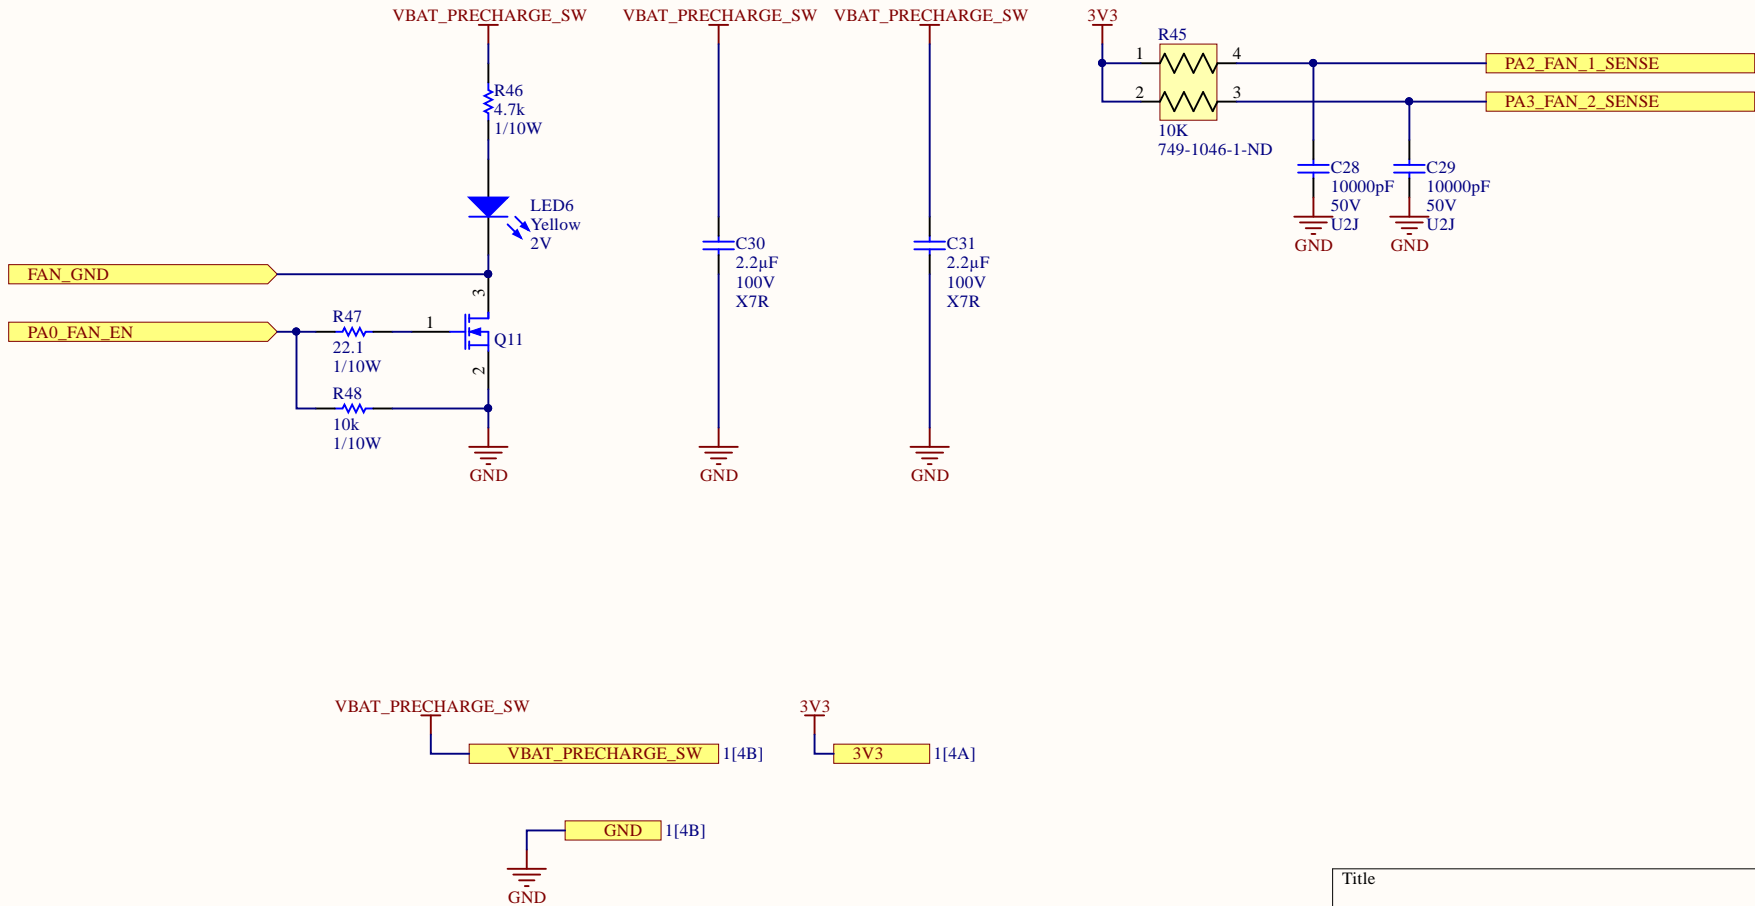 VBAT_PRECHARGE_SW
VBAT_PRECHARGE_SW
VBAT_PRECHARGE_SW
3V3
R46
4.7k
1/10W
LED6
Yellow
2V
FAN_GND
3
PA0_FAN_EN
R47
22.1
1/10W
1
Q11
2
R48
10k
1/10W
GND
C30
2.2µF
100V
X7R
GND
C31
2.2µF
100V
X7R
GND
R45
1
4
2
3
10K
749-1046-1-ND
PA2_FAN_1_SENSE
PA3_FAN_2_SENSE
C28
10000pF
50V
U2J
GND
C29
10000pF
50V
U2J
GND
VBAT_PRECHARGE_SW
VBAT_PRECHARGE_SW 1[4B]
3V3
3V3 1[4A]
GND 1[4B]
GND
Title